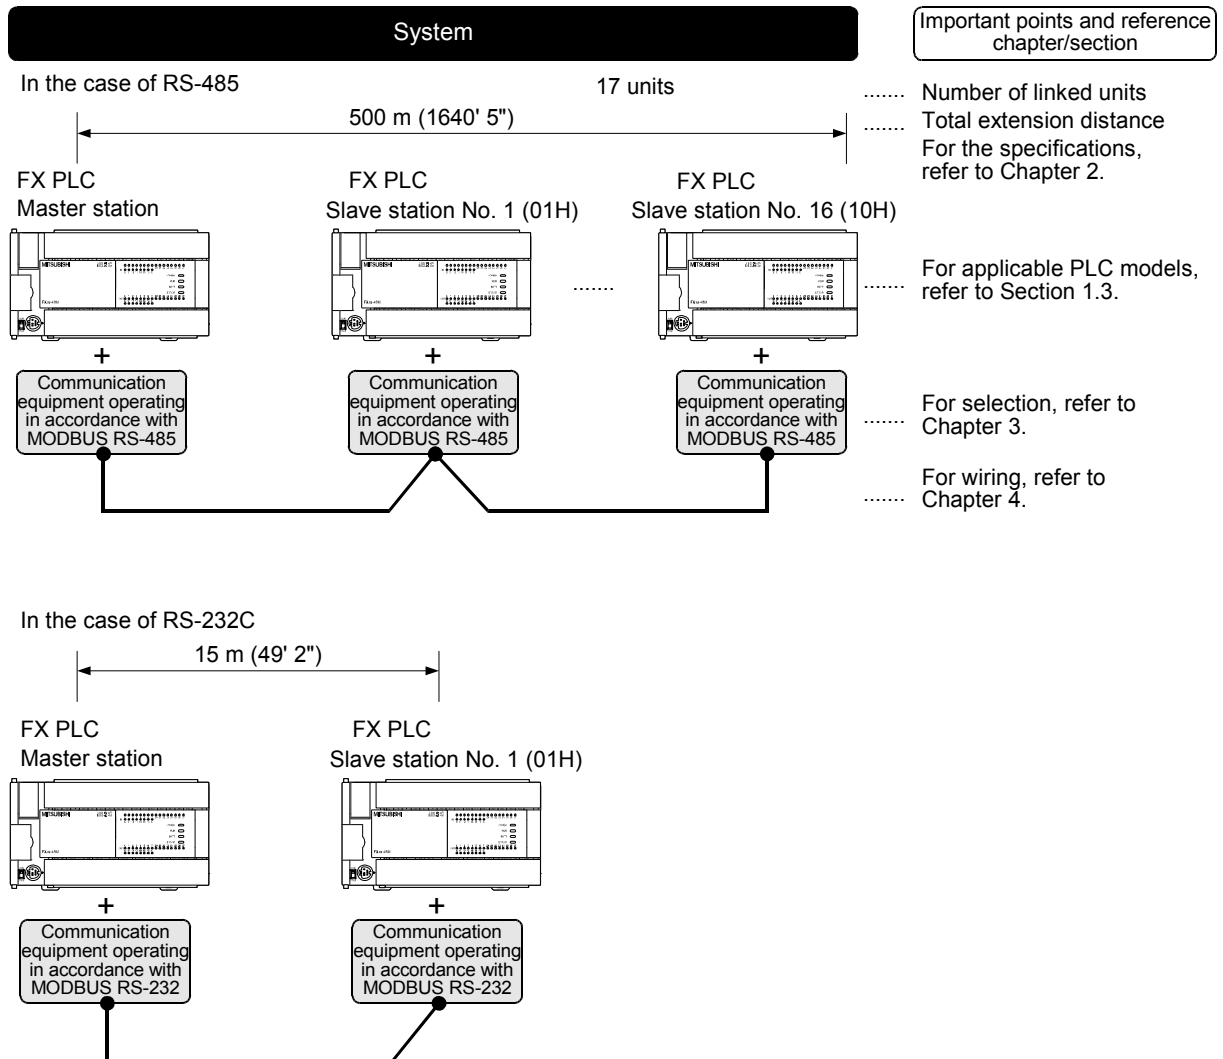 System
Important points and reference
chapter/section
In the case of RS-485
17 units
....... Number of linked units
500 m (1640' 5")
....... Total extension distance
For the specifications,
refer to Chapter 2.
FX PLC
Master station
FX PLC
Slave station No. 1 (01H)
FX PLC
Slave station No. 16 (10H)
MITSUBISHI
MITSUBISHI
MITSUBISHI
.......
....... For applicable PLC models,
refer to Section 1.3.
+
+
+
Communication
equipment operating
in accordance with
MODBUS RS-485
Communication
equipment operating
in accordance with
MODBUS RS-485
Communication
equipment operating
in accordance with
MODBUS RS-485
....... For selection, refer to
Chapter 3.
For wiring, refer to
....... Chapter 4.
In the case of RS-232C
15 m (49' 2")
FX PLC
Master station
FX PLC
Slave station No. 1 (01H)
MITSUBISHI
MITSUBISHI
+
+
Communication
equipment operating
in accordance with
MODBUS RS-232
Communication
equipment operating
in accordance with
MODBUS RS-232